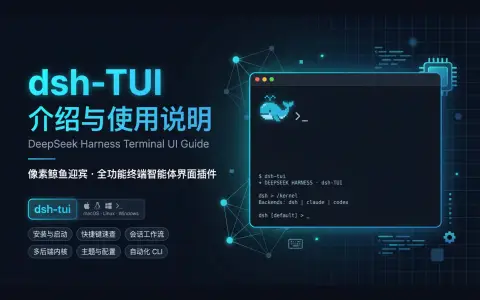 dsh-TUI
介绍与使用说明
DeepSeek Harness Terminal UI Guide
像素鲸鱼迎宾 · 全功能终端智能体界面插件
dsh-tui
macOS · Linux · Windows
安装与启动
快捷键速查
会话工作流
多后端内核
主题与配置
自动化 CLI
$ dsh-tui
+ DEEPSEEK HARNESS · dsh-TUI
dsh > /kernel
Backends: dsh | claude | codex
dsh [default] > _